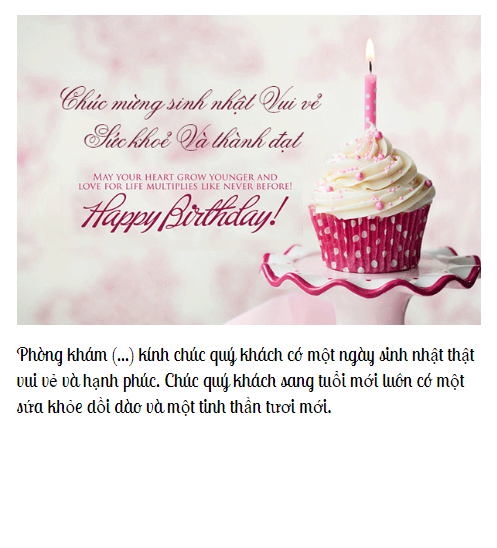 Chúc mừng sinh nhật Vui vẻ
Sức khoẻ Và thành đạt
MAY YOUR HEART GROW YOUNGER AND
LOVE FOR LIFE MULTIPLIES LIKE NEVER BEFORE!
Happy Birthday!
Phòng khám (...) kính chúc quý khách có một ngày sinh nhật thật
vui vẻ và hạnh phúc. Chúc quý khách sang tuổi mới luôn có một
sứa khỏe dồi dào và một tinh thần tươi mới.